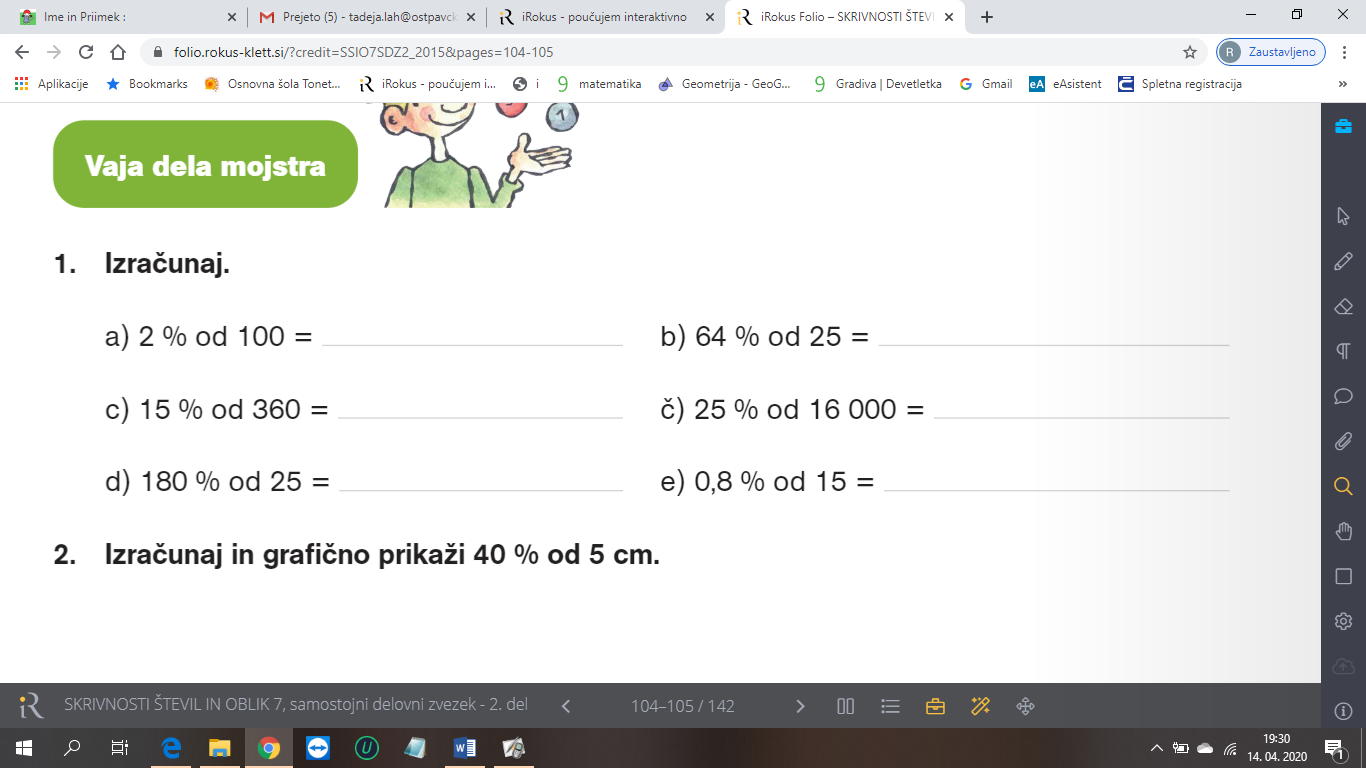 Ime in Priimek :
Prejeto (5) - tadeja.lah@ostpavck
iRokus - poučujem interaktivno
iRokus Folio – SKRIVNOSTI ŠTEVI
folio.rokus-klett.si/?credit=SSIO7SDZ2_2015&pages=104-105
R Zaustavljeno
Aplikacije Bookmarks Osnovna šola Tonet... iRokus - poučujem i... i matematika Geometrija - GeoG... Gradiva | Devetletka Gmail eAsistent Spletna registracija »
Vaja dela mojstra
1. Izračunaj.
a) 2 % od 100 =
b) 64 % od 25 =
c) 15 % od 360 =
č) 25 % od 16 000 =
d) 180 % od 25 =
e) 0,8 % od 15 =
2. Izračunaj in grafično prikaži 40 % od 5 cm.
SKRIVNOSTI ŠTEVIL IN OBLIK 7, samostojni delovni zvezek - 2. del
104–105 / 142
19:30
14. 04. 2020